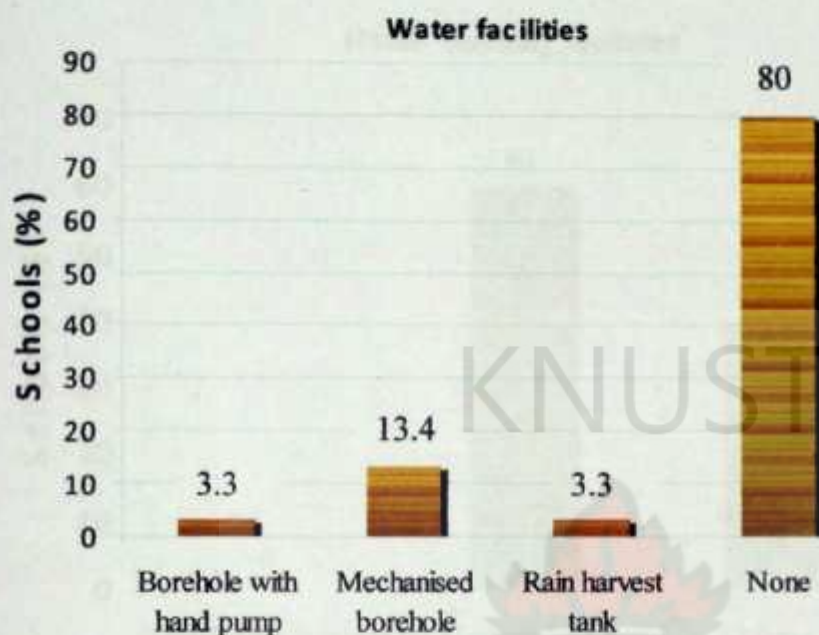 Water facilities
90
80
70
60
50
40
30
20
10
0
Schools (%)
3.3
13.4
3.3
80
Borehole with
hand pump
Mechanised
borehole
Rain harvest
tank
None
KNUST